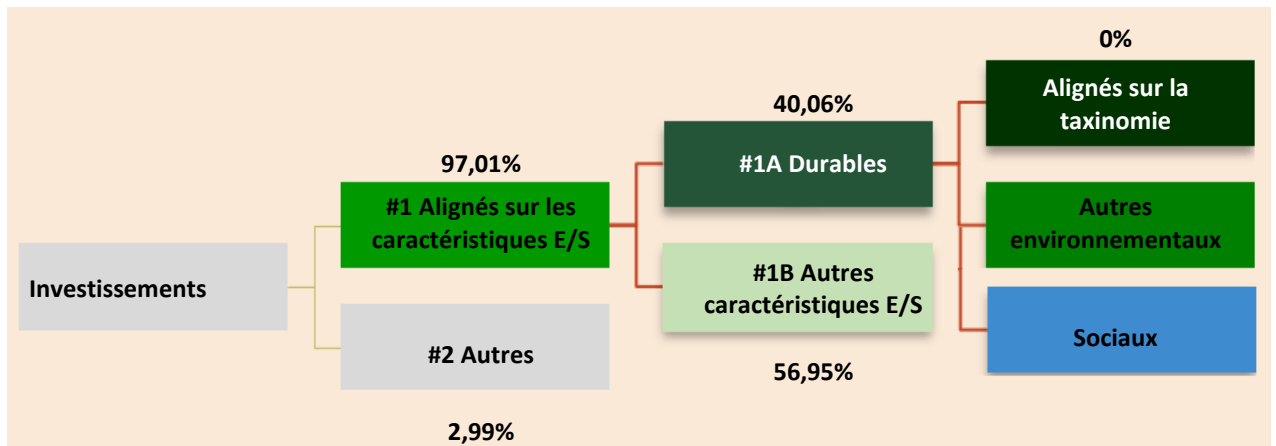 0%
Alignés sur la
taxinomie
40,06%
#1A Durables
97,01%
#1 Alignés sur les
caractéristiques E/S
Autres
environnementaux
#1B Autres
caractéristiques E/S
Investissements
Sociaux
#2 Autres
56,95%
2,99%